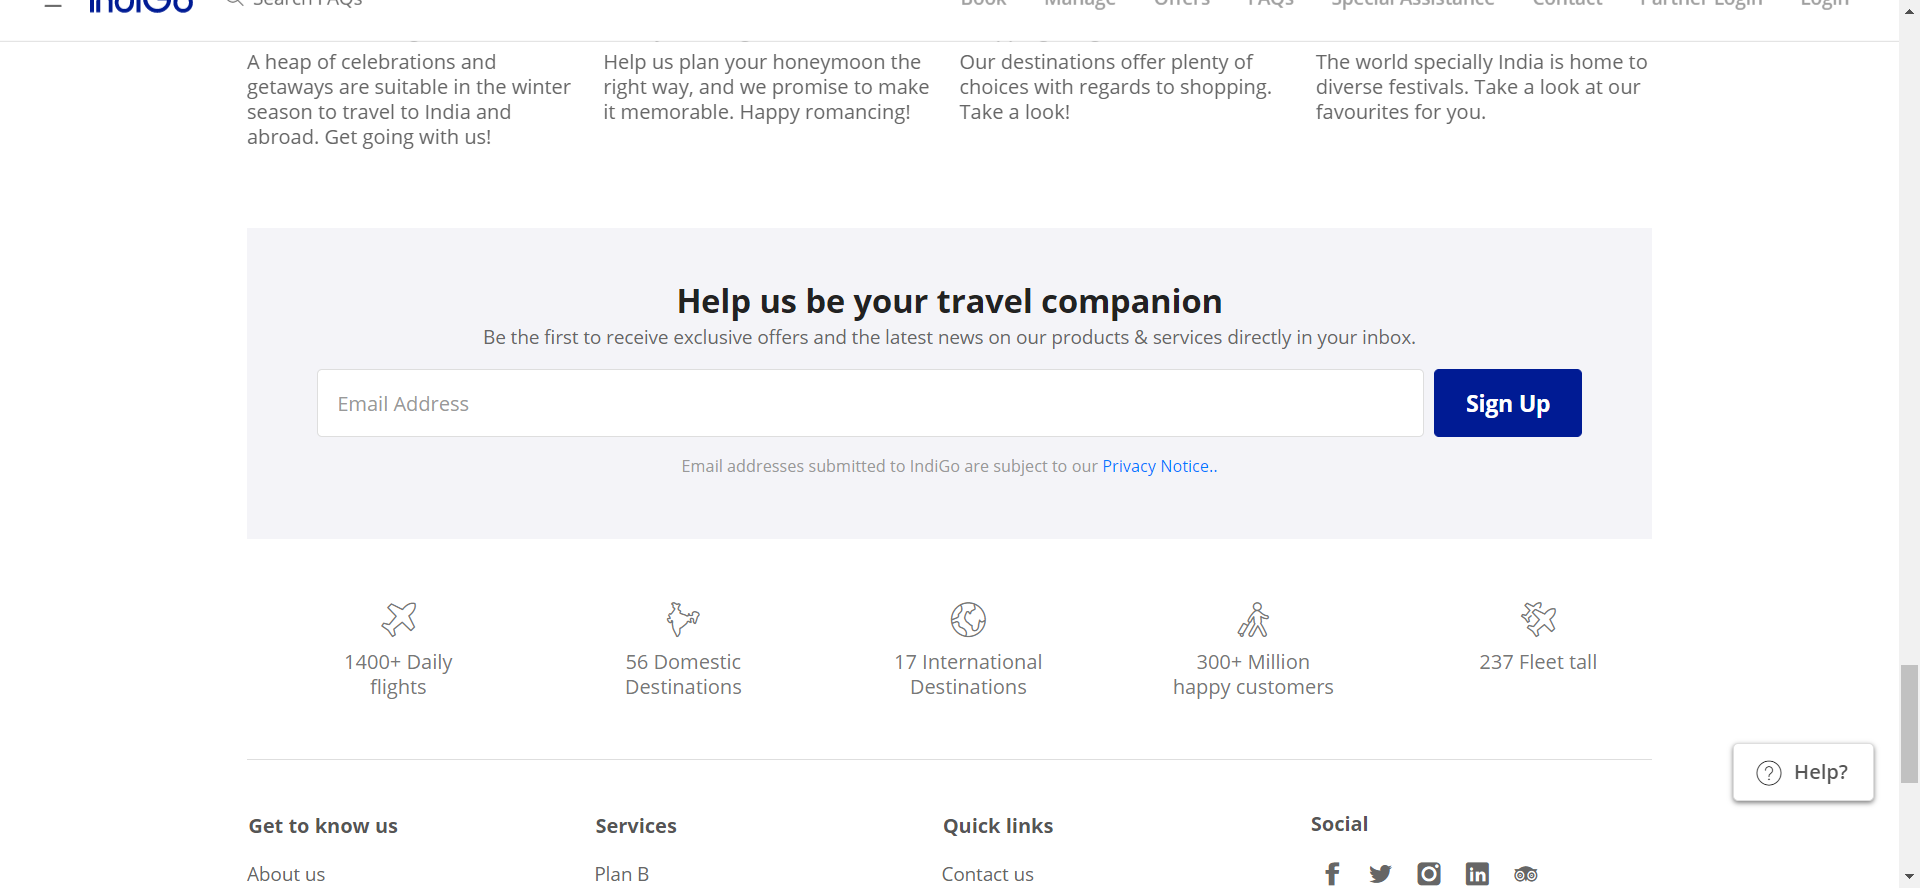 IndiGo Search FAQs Book Manage Offers FAQs Special Assistance Contact Partner Login Login
A heap of celebrations and
getaways are suitable in the winter
season to travel to India and
abroad. Get going with us!
Help us plan your honeymoon the
right way, and we promise to make
it memorable. Happy romancing!
Our destinations offer plenty of
choices with regards to shopping.
Take a look!
The world specially India is home to
diverse festivals. Take a look at our
favourites for you.
Help us be your travel companion
Be the first to receive exclusive offers and the latest news on our products & services directly in your inbox.
Email Address
Sign Up
Email addresses submitted to IndiGo are subject to our Privacy Notice..
1400+ Daily
flights
56 Domestic
Destinations
17 International
Destinations
300+ Million
happy customers
237 Fleet tall
Help?
Get to know us
About us
Services
Plan B
Quick links
Contact us
Social